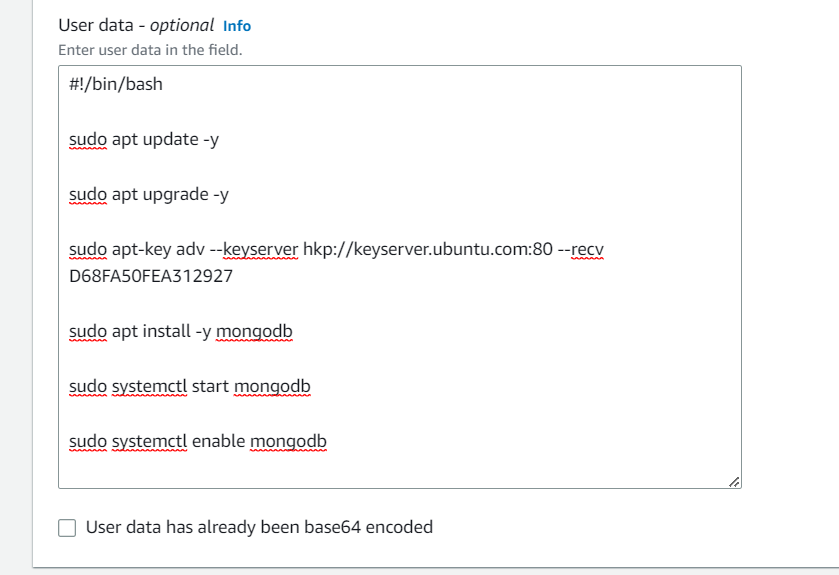 User data - optional Info
Enter user data in the field.
#!/bin/bash
sudo apt update -y
sudo apt upgrade -y
sudo apt-key adv --keyserver hkp://keyserver.ubuntu.com:80 --recv
D68FA50FEA312927
sudo apt install -y mongodb
sudo systemctl start mongodb
sudo systemctl enable mongodb
User data has already been base64 encoded